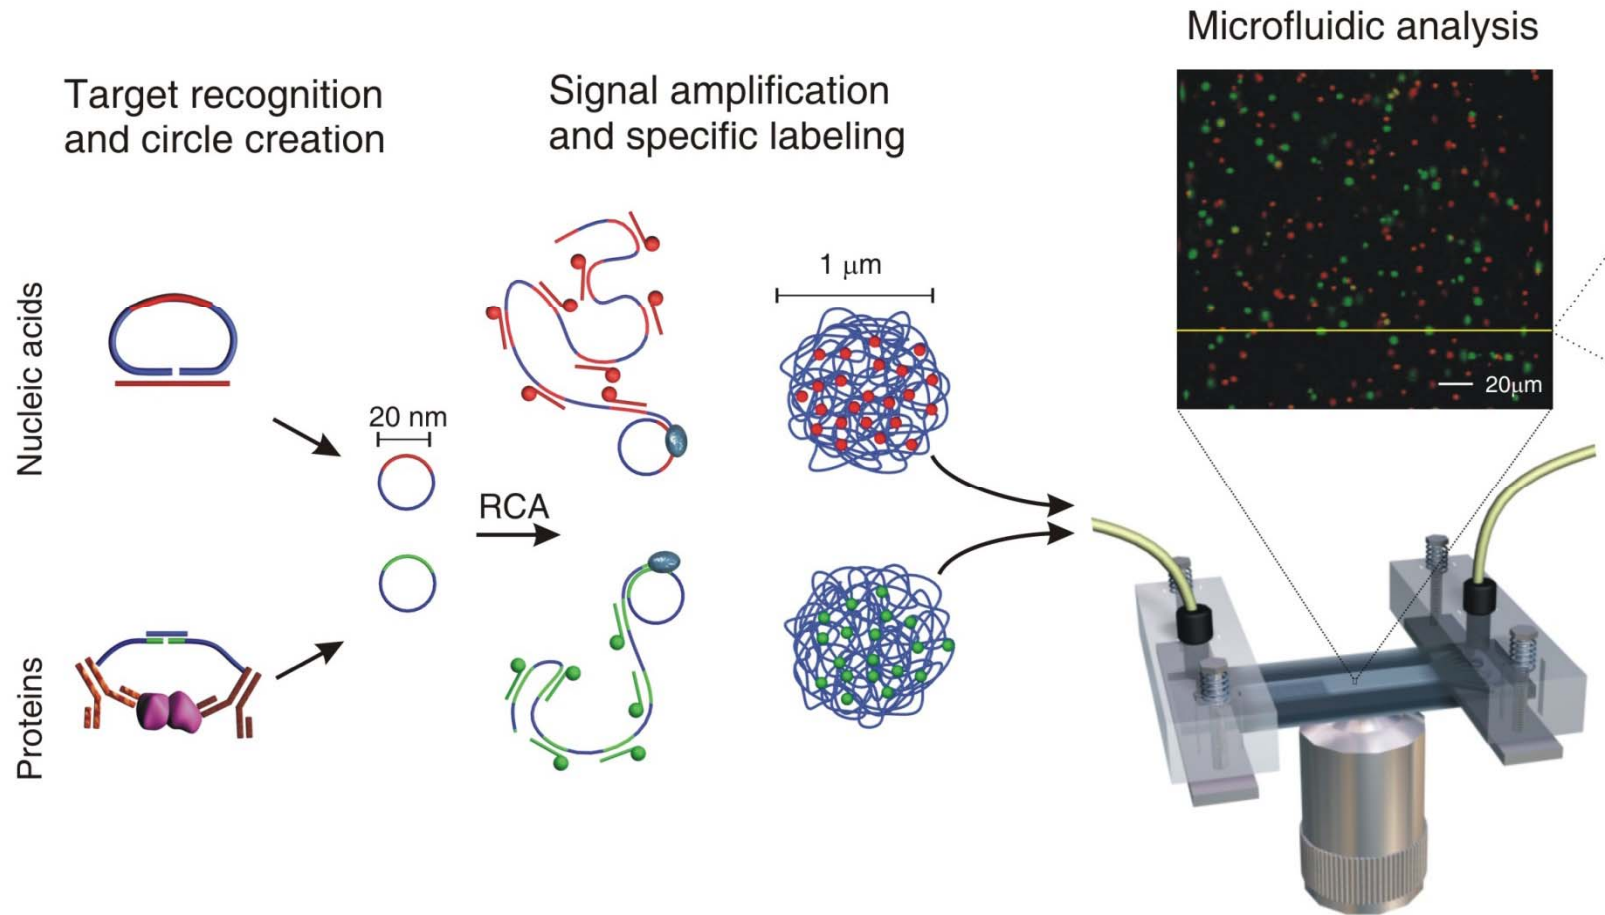 Microfluidic analysis
Target recognition
and circle creation
Signal amplification
and specific labeling
Nucleic acids
1 μm
20 nm
RCA
20μm
Proteins